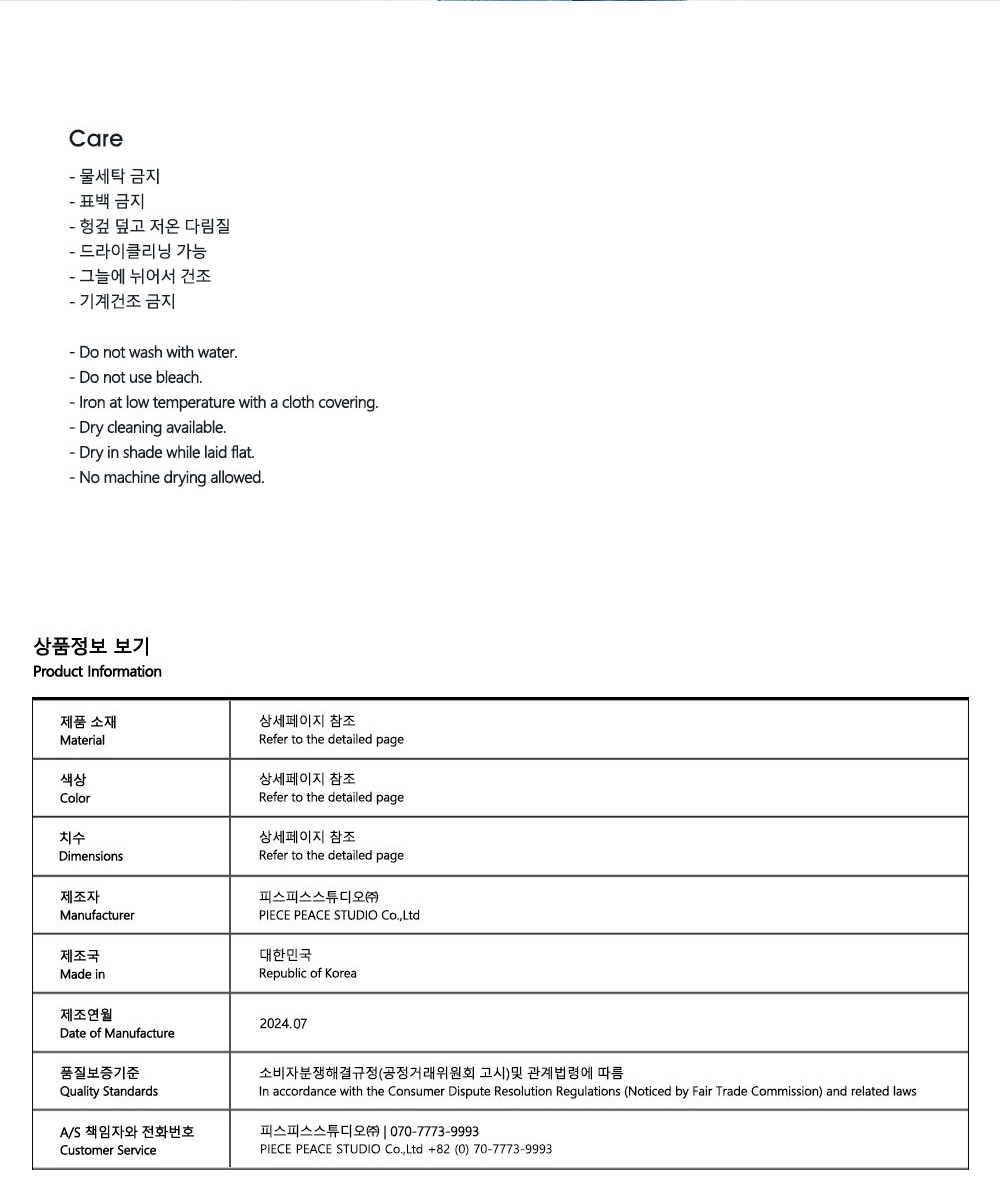 Care
- 물세탁 금지
- 표백 금지
- 헝겊 덮고 저온 다림질
- 드라이클리닝 가능
- 그늘에 뉘어서 건조
- 기계건조 금지
- Do not wash with water.
- Do not use bleach.
- Iron at low temperature with a cloth covering.
- Dry cleaning available.
- Dry in shade while laid flat.
- No machine drying allowed.
상품정보 보기
Product Information
제품 소재
Material
상세페이지 참조
Refer to the detailed page
색상
Color
상세페이지 참조
Refer to the detailed page
치수
Dimensions
상세페이지 참조
Refer to the detailed page
제조자
Manufacturer
피스피스스튜디오㈜
PIECE PEACE STUDIO Co.,Ltd
제조국
Made in
대한민국
Republic of Korea
제조연월
Date of Manufacture
2024.07
품질보증기준
Quality Standards
소비자분쟁해결규정(공정거래위원회 고시)및 관계법령에 따름
In accordance with the Consumer Dispute Resolution Regulations (Noticed by Fair Trade Commission) and related laws
A/S 책임자와 전화번호
Customer Service
피스피스스튜디오㈜ | 070-7773-9993
PIECE PEACE STUDIO Co.,Ltd +82 (0) 70-7773-9993